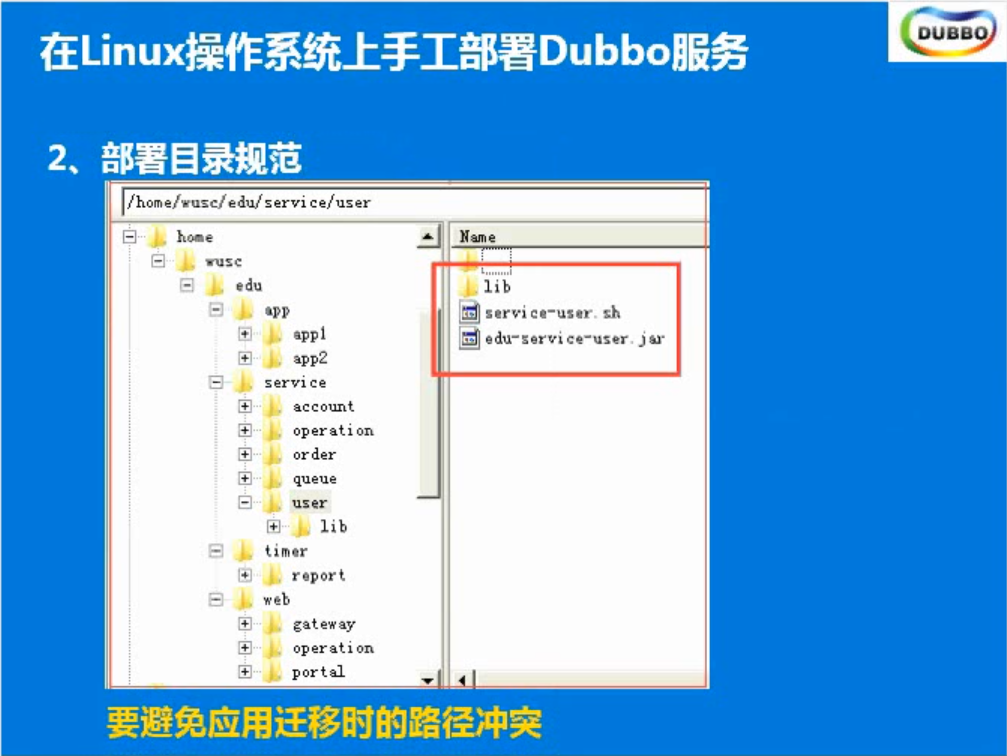 在Linux操作系统上手工部署Dubbo服务
DUBBO
2、部署目录规范
/home/wusc/edu/service/user
home
wusc
edu
app
app1
app2
service
account
operation
order
queue
user
lib
timer
report
web
gateway
operation
portal
Name
..
lib
service-user.sh
edu-service-user.jar
要避免应用迁移时的路径冲突